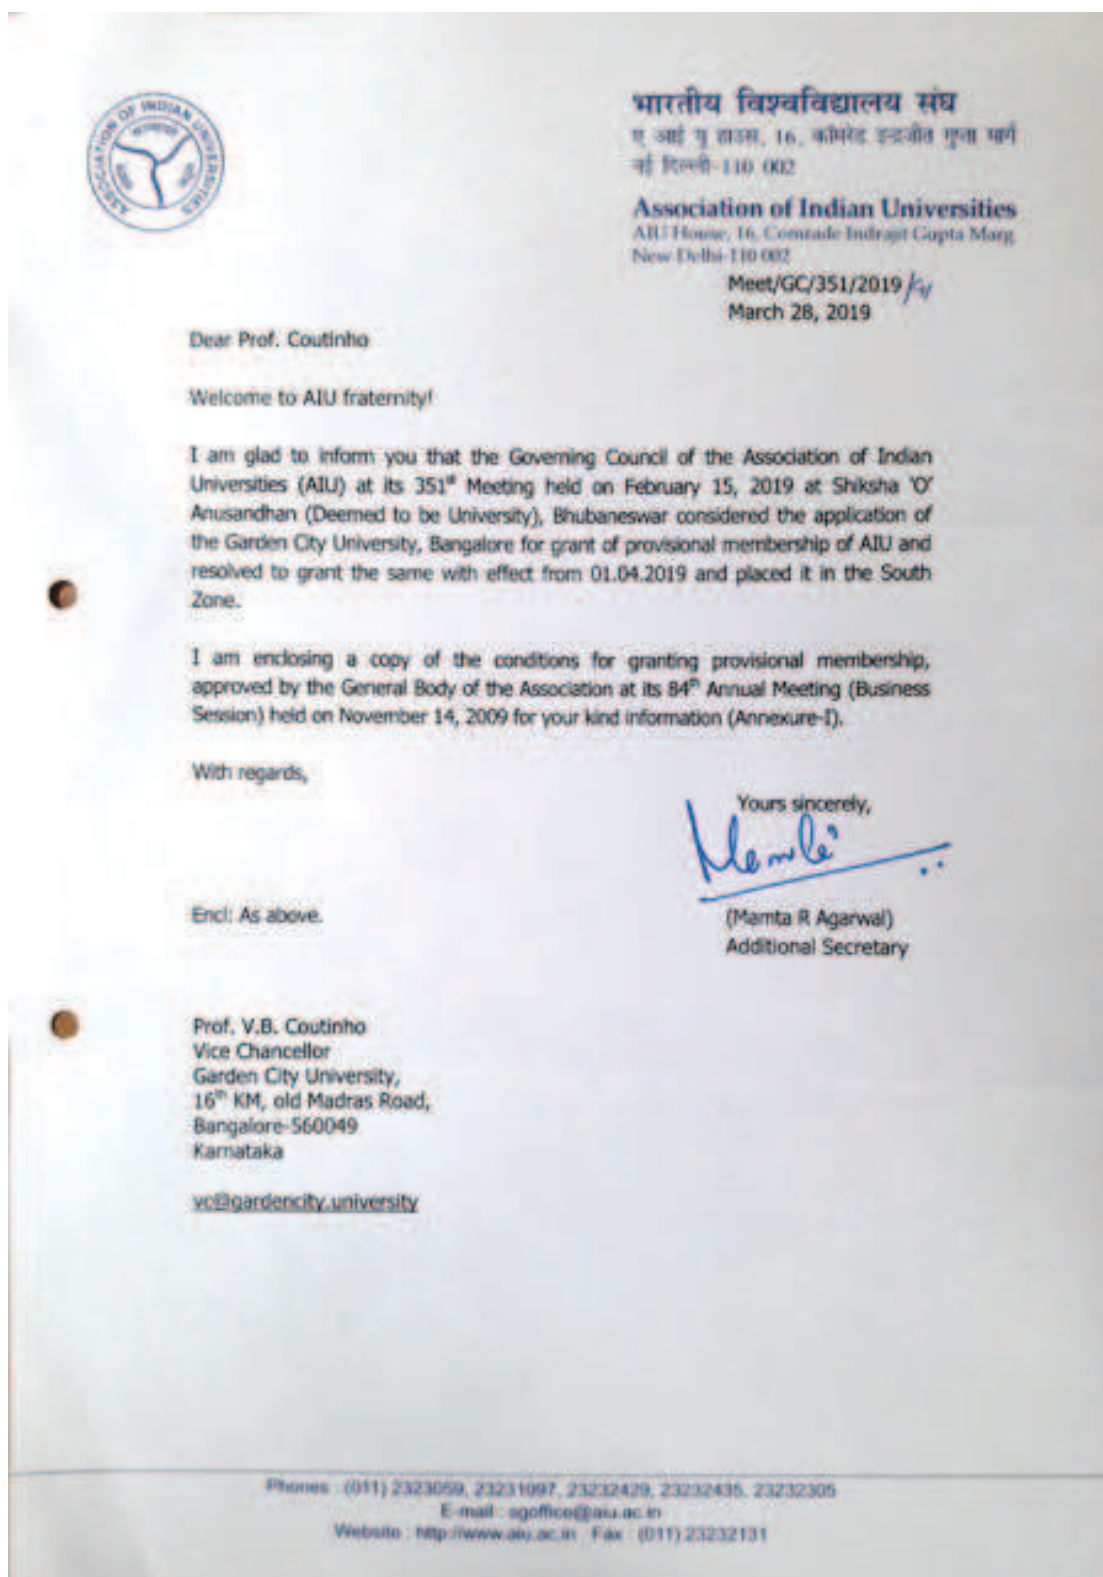 ASSOCIATION OF INDIAN UNIVERSITIES
भारतीय विश्वविद्यालय संघ
ए आई यू हाउस, 16, कॉमरेड इन्द्रजीत गुप्ता मार्ग
नई दिल्ली-110 002
Association of Indian Universities
AIU House, 16, Comrade Indrajit Gupta Marg
New Delhi-110 002
Meet/GC/351/2019/
March 28, 2019
Dear Prof. Coutinho
Welcome to AIU fraternity!
I am glad to inform you that the Governing Council of the Association of Indian
Universities (AIU) at its 351st Meeting held on February 15, 2019 at Shiksha 'O'
Anusandhan (Deemed to be University), Bhubaneswar considered the application of
the Garden City University, Bangalore for grant of provisional membership of AIU and
resolved to grant the same with effect from 01.04.2019 and placed it in the South
Zone.
I am enclosing a copy of the conditions for granting provisional membership,
approved by the General Body of the Association at its 84th Annual Meeting (Business
Session) held on November 14, 2009 for your kind information (Annexure-I).
With regards,
Yours sincerely,
Encl: As above.
(Mamta R Agarwal)
Additional Secretary
Prof. V.B. Coutinho
Vice Chancellor
Garden City University,
16th KM, old Madras Road,
Bangalore-560049
Karnataka
vc@gardencity.university
Phones : (011) 2323059, 23231097, 23232429, 23232435, 23232305
E-mail : sgoffice@aiu.ac.in
Website : http://www.aiu.ac.in Fax : (011) 23232131